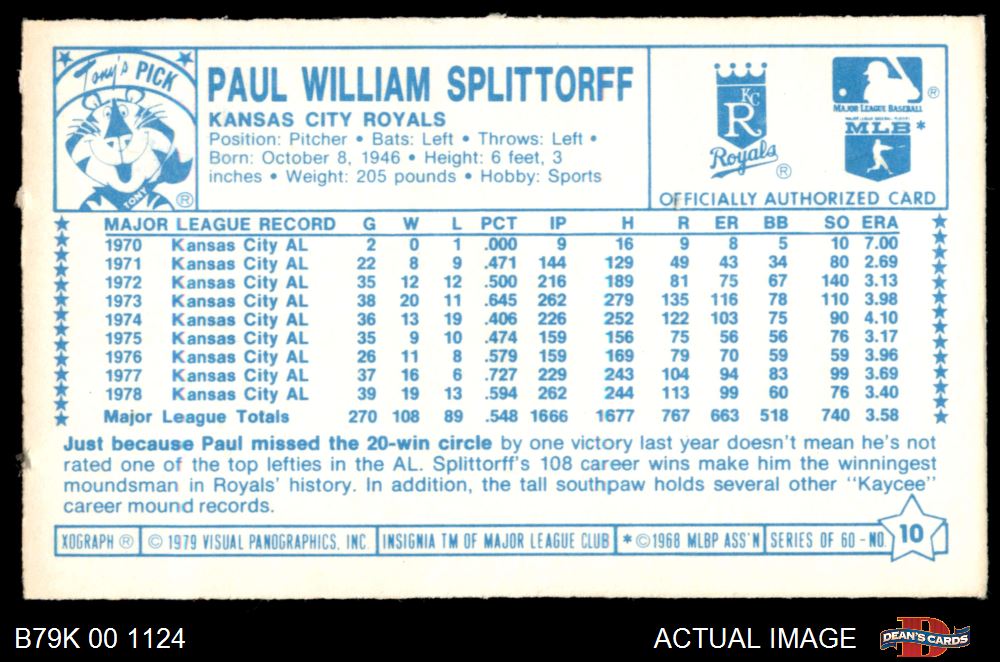 Tony's PICK
TONY
®
PAUL WILLIAM SPLITTORFF
KANSAS CITY ROYALS
Position: Pitcher • Bats: Left • Throws: Left •
Born: October 8, 1946 • Height: 6 feet, 3
inches • Weight: 205 pounds • Hobby: Sports
KC
R
Royals ®
®
MAJOR LEAGUE BASEBALL
MAJOR LEAGUE BASEBALL PLAYERS
MLB *
OFFICIALLY AUTHORIZED CARD
MAJOR LEAGUE RECORD G W L PCT IP H R ER BB SO ERA
1970 Kansas City AL 2 0 1 .000 9 16 9 8 5 10 7.00
1971 Kansas City AL 22 8 9 .471 144 129 49 43 34 80 2.69
1972 Kansas City AL 35 12 12 .500 216 189 81 75 67 140 3.13
1973 Kansas City AL 38 20 11 .645 262 279 135 116 78 110 3.98
1974 Kansas City AL 36 13 19 .406 226 252 122 103 75 90 4.10
1975 Kansas City AL 35 9 10 .474 159 156 75 56 56 76 3.17
1976 Kansas City AL 26 11 8 .579 159 169 79 70 59 59 3.96
1977 Kansas City AL 37 16 6 .727 229 243 104 94 83 99 3.69
1978 Kansas City AL 39 19 13 .594 262 244 113 99 60 76 3.40
Major League Totals 270 108 89 .548 1666 1677 767 663 518 740 3.58
Just because Paul missed the 20-win circle by one victory last year doesn't mean he's not
rated one of the top lefties in the AL. Splittorff's 108 career wins make him the winningest
moundsman in Royals' history. In addition, the tall southpaw holds several other "Kaycee"
career mound records.
XOGRAPH ® © 1979 VISUAL PANOGRAPHICS, INC. INSIGNIA TM OF MAJOR LEAGUE CLUB * ©1968 MLBP ASS'N SERIES OF 60 - NO. 10
B79K 00 1124
ACTUAL IMAGE
DEAN'S CARDS